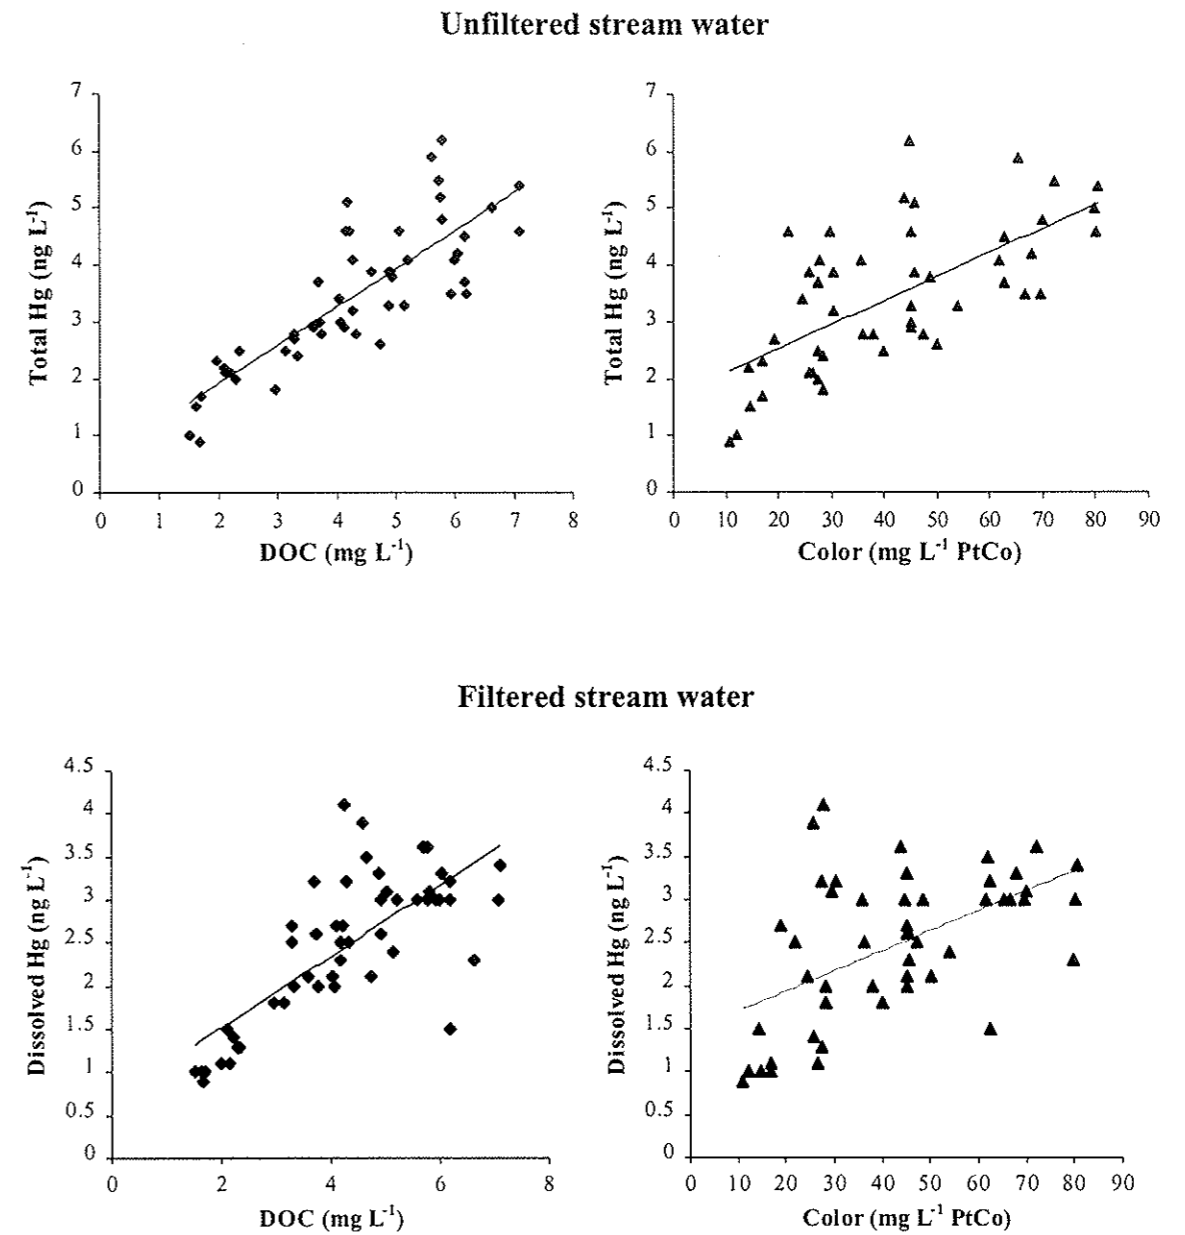 Unfiltered stream water
7
6
5
4
3
2
1
0
Total Hg (ng L⁻¹)
0 1 2 3 4 5 6 7 8
DOC (mg L⁻¹)
7
6
5
4
3
2
1
0
Total Hg (ng L⁻¹)
0 10 20 30 40 50 60 70 80 90
Color (mg L⁻¹ PtCo)
Filtered stream water
4.5
4
3.5
3
2.5
2
1.5
1
0.5
0
Dissolved Hg (ng L⁻¹)
0 2 4 6 8
DOC (mg L⁻¹)
4.5
4
3.5
3
2.5
2
1.5
1
0.5
0
Dissolved Hg (ng L⁻¹)
0 10 20 30 40 50 60 70 80 90
Color (mg L⁻¹ PtCo)